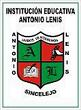 INSTITUCIÓN EDUCATIVA
ANTONIO LENIS
ANTONIO
LENIS
SINCELEJO